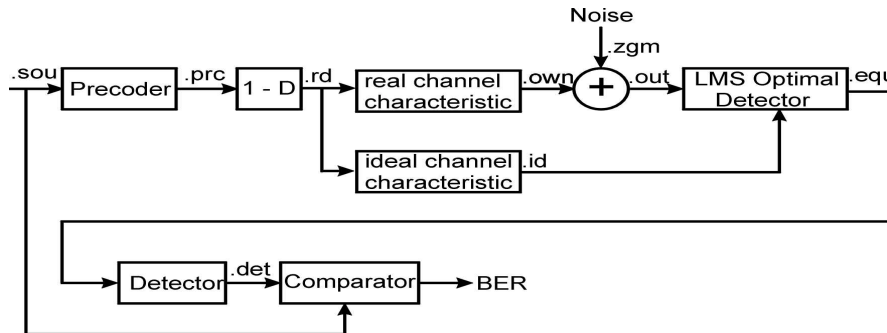 Noise
.zgm
.sou
Precoder
.prc
1 - D
.rd
real channel
characteristic
.own
+
.out
LMS Optimal
Detector
.equ
ideal channel
characteristic
.id
Detector
.det
Comparator
BER